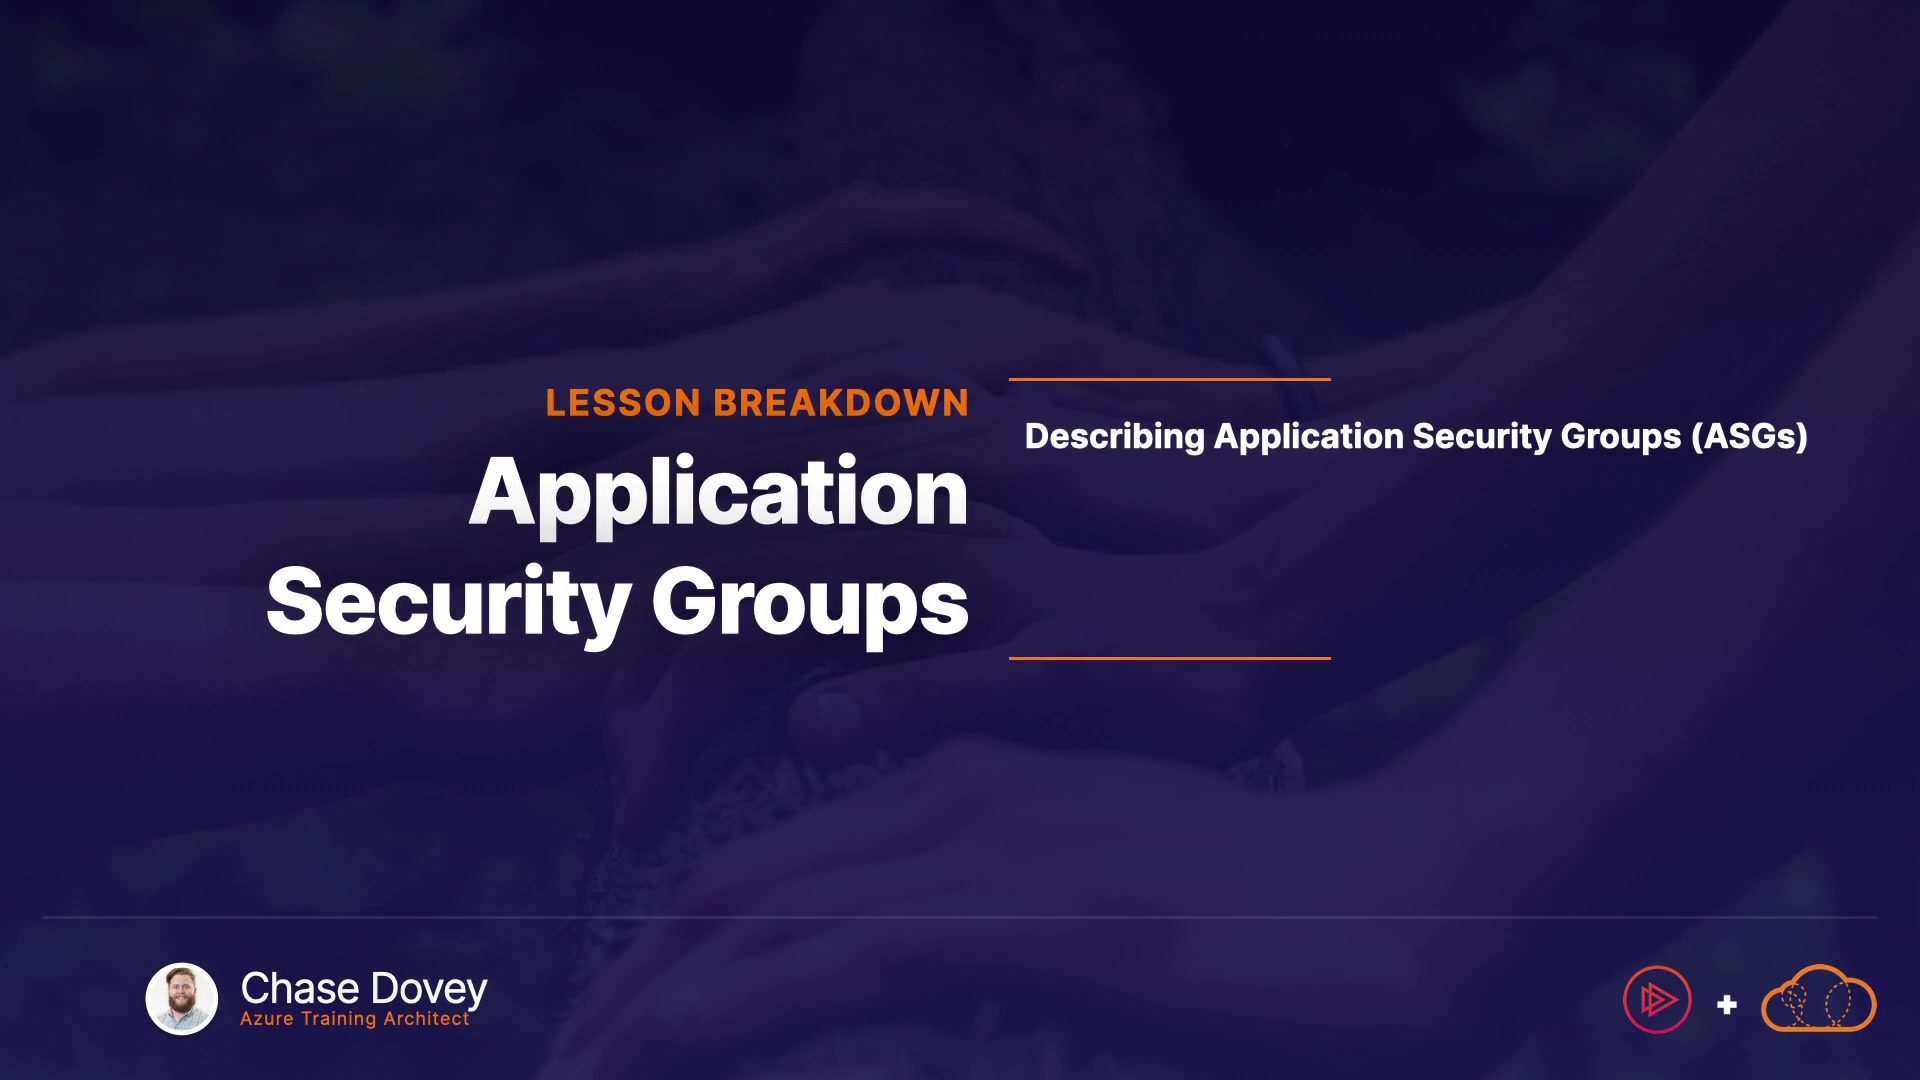 LESSON BREAKDOWN
Application
Security Groups
Describing Application Security Groups (ASGs)
Chase Dovey
Azure Training Architect